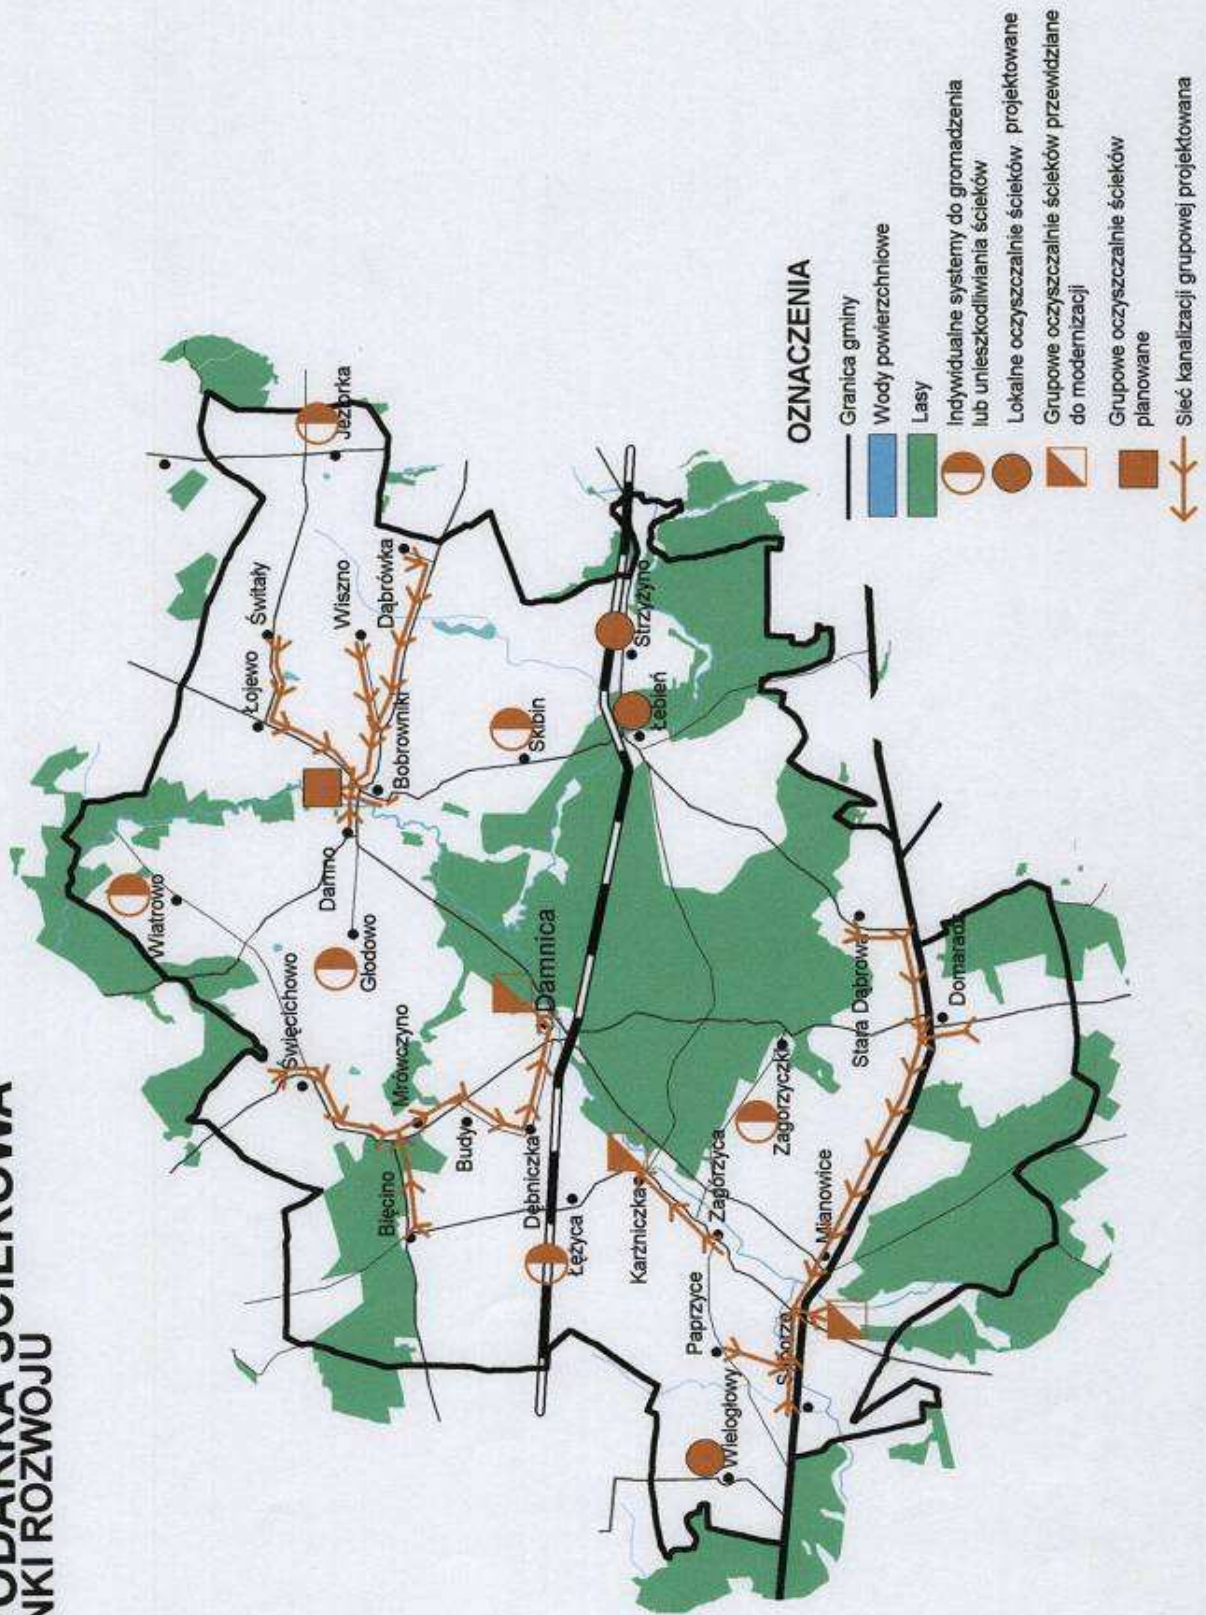 NKI ROZWOJU
Jeziorka
Świtały
Łojewo
Wiszno
Dąbrówka
Bobrowniki
Skibin
Strzyżyno
Łebień
Wiatrowo
Damno
Głodowo
Święcichowo
Mrówczyno
Damnica
Budy
Bięcino
Dębniczka
Łężyca
Karżniczka
Zagórzyca
Zagórzyczki
Stara Dąbrowa
Domaradz
Mianowice
Paprzyce
Wielogłowy
OZNACZENIA
Granica gminy
Wody powierzchniowe
Lasy
Indywidualne systemy do gromadzenia
lub unieszkodliwiania ścieków
Lokalne oczyszczalnie ścieków projektowane
Grupowe oczyszczalnie ścieków przewidziane
do modernizacji
Grupowe oczyszczalnie ścieków
planowane
Sieć kanalizacji grupowej projektowana